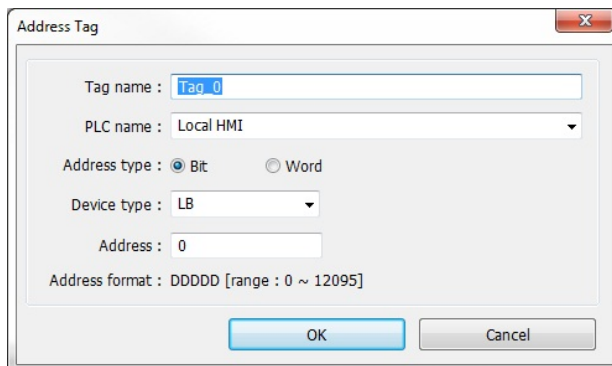 Address Tag
Tag name : Tag_0
PLC name : Local HMI
Address type : Bit Word
Device type : LB
Address : 0
Address format : DDDDD [range : 0 ~ 12095]
OK Cancel